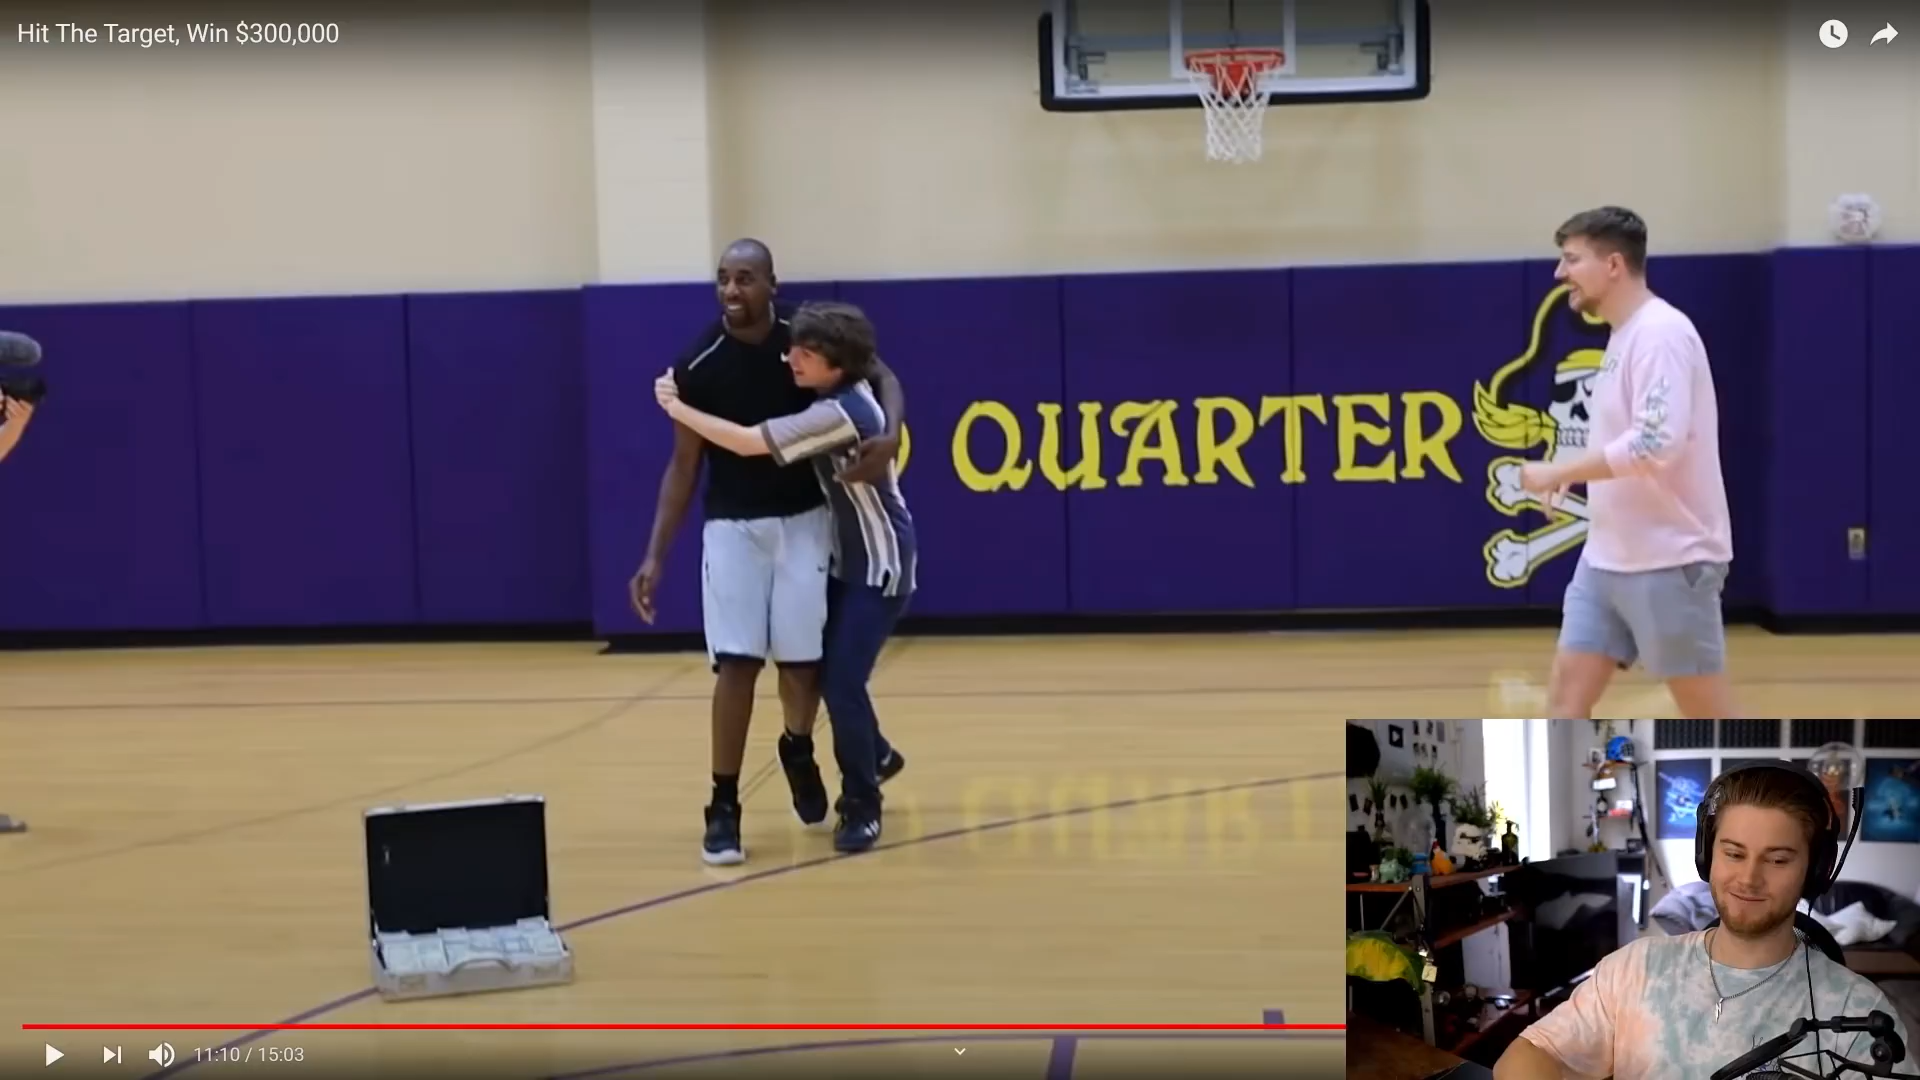 Hit The Target, Win $300,000
QUARTER
11:10 / 15:03